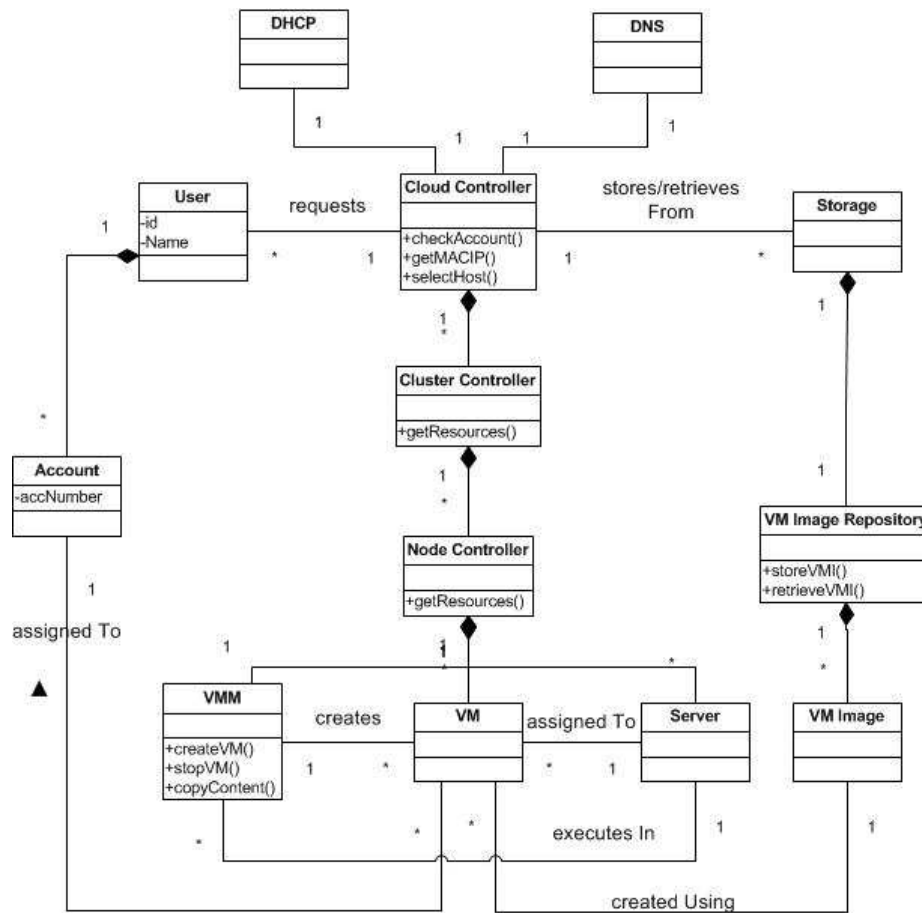 DHCP
DNS
1
1
1
1
User
-id
-Name
requests
Cloud Controller
+checkAccount()
+getMACIP()
+selectHost()
stores/retrieves
From
Storage
1
*
1
1
*
1
*
1
Cluster Controller
+getResources()
*
Account
-accNumber
1
*
1
VM Image Repository
+storeVMI()
+retrieveVMI()
Node Controller
+getResources()
1
assigned To
1
1
1
*
*
1
*
VMM
+createVM()
+stopVM()
+copyContent()
creates
VM
assigned To
Server
VM Image
1
*
*
1
*
*
*
executes In
1
1
created Using